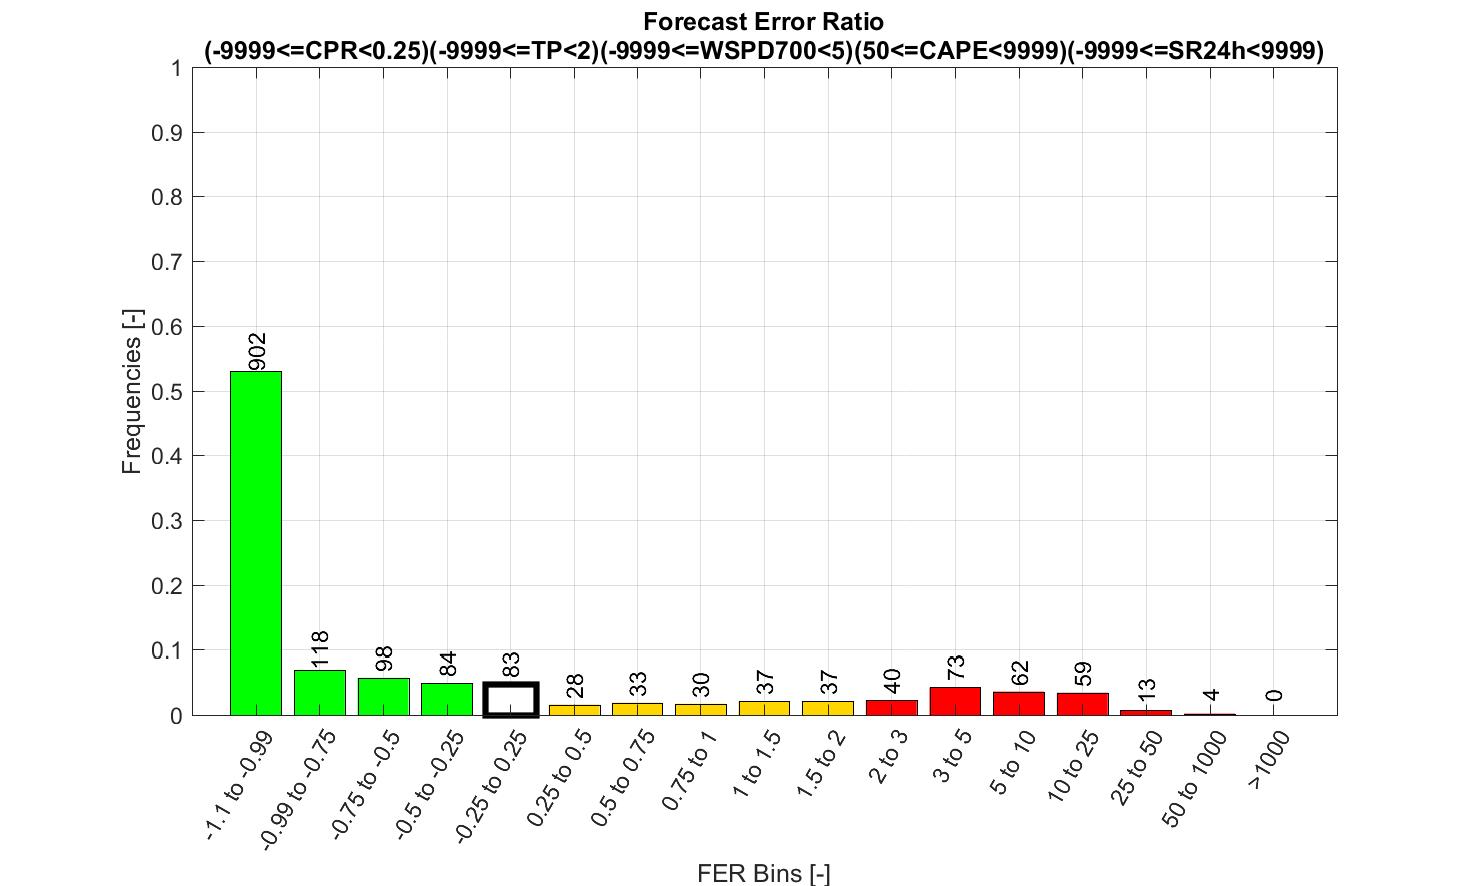 Forecast Error Ratio
(-9999<=CPR<0.25)(-9999<=TP<2)(-9999<=WSPD700<5)(50<=CAPE<9999)(-9999<=SR24h<9999)
1
0.9
0.8
0.7
0.6
0.5
0.4
0.3
0.2
0.1
0
Frequencies [-]
902
118
98
84
83
28
33
30
37
37
40
73
62
59
13
4
0
-1.1 to -0.99
-0.99 to -0.75
-0.75 to -0.5
-0.5 to -0.25
-0.25 to 0.25
0.25 to 0.5
0.5 to 0.75
0.75 to 1
1 to 1.5
1.5 to 2
2 to 3
3 to 5
5 to 10
10 to 25
25 to 50
50 to 1000
>1000
FER Bins [-]